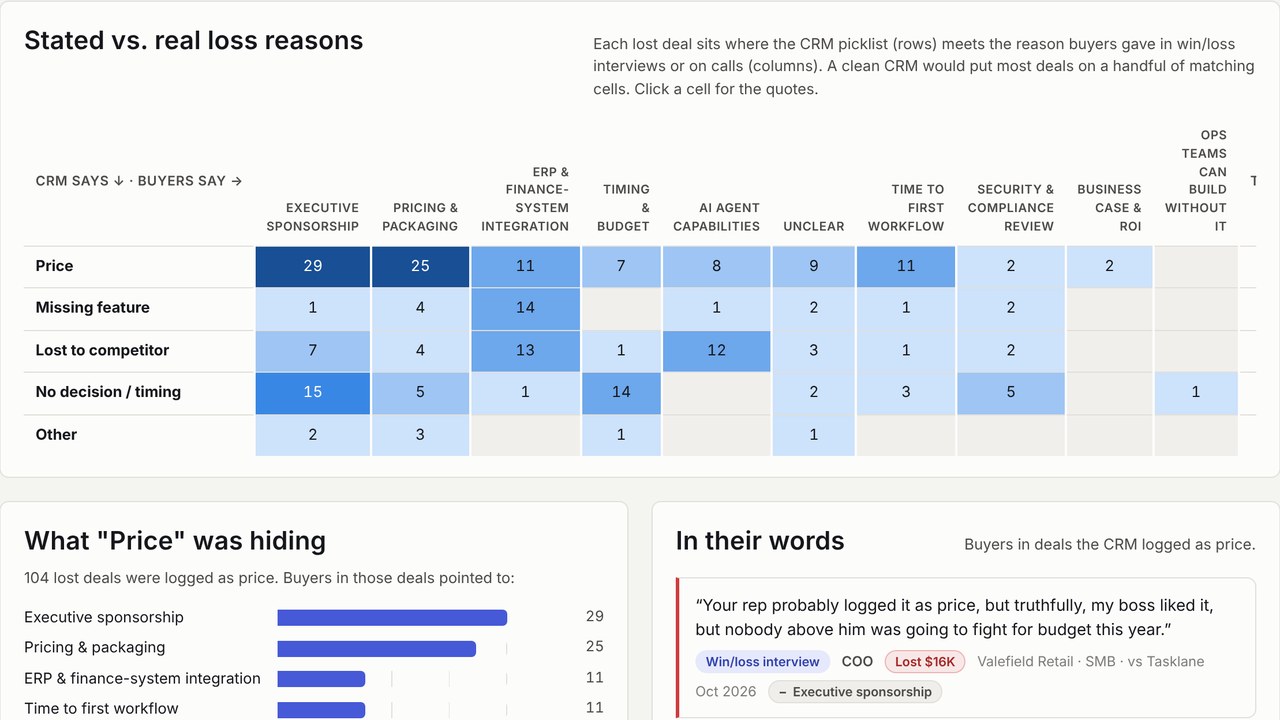 Stated vs. real loss reasons
Each lost deal sits where the CRM picklist (rows) meets the reason buyers gave in win/loss
interviews or on calls (columns). A clean CRM would put most deals on a handful of matching
cells. Click a cell for the quotes.
CRM SAYS ↓ · BUYERS SAY →
EXECUTIVE
SPONSORSHIP
PRICING &
PACKAGING
ERP &
FINANCE-
SYSTEM
INTEGRATION
TIMING
&
BUDGET
AI AGENT
CAPABILITIES
UNCLEAR
TIME TO
FIRST
WORKFLOW
SECURITY &
COMPLIANCE
REVIEW
BUSINESS
CASE &
ROI
OPS
TEAMS
CAN
BUILD
WITHOUT
IT
Price 29 25 11 7 8 9 11 2 2
Missing feature 1 4 14 1 2 1 2
Lost to competitor 7 4 13 1 12 3 1 2
No decision / timing 15 5 1 14 2 3 5 1
Other 2 3 1 1
What "Price" was hiding
104 lost deals were logged as price. Buyers in those deals pointed to:
Executive sponsorship 29
Pricing & packaging 25
ERP & finance-system integration 11
Time to first workflow 11
In their words
Buyers in deals the CRM logged as price.
“Your rep probably logged it as price, but truthfully, my boss liked it,
but nobody above him was going to fight for budget this year.”
Win/loss interview COO Lost $16K Valefield Retail · SMB · vs Tasklane
Oct 2026 – Executive sponsorship